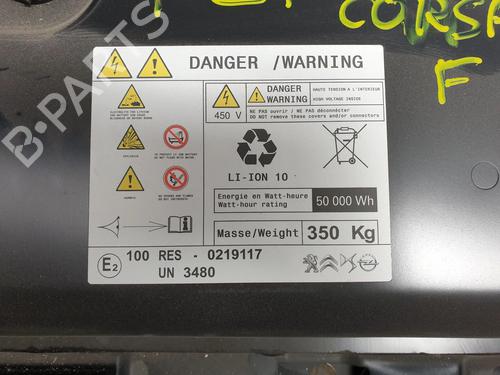 CORSA
F
DANGER /WARNING
450 V
DANGER
WARNING
HAUTE TENSION A L'INTERIEUR
HIGH VOLTAGE INSIDE
NE PAS ouvrir / NE PAS déconnecter
DO NOT remove these covers and/or connectors
EXPLOSIVE
LI-ION 10
Energie en Watt-heure
Watt-hour rating
50 000 Wh
Masse/Weight
350 Kg
E2
100 RES - 0219117
UN 3480
B-PARTS